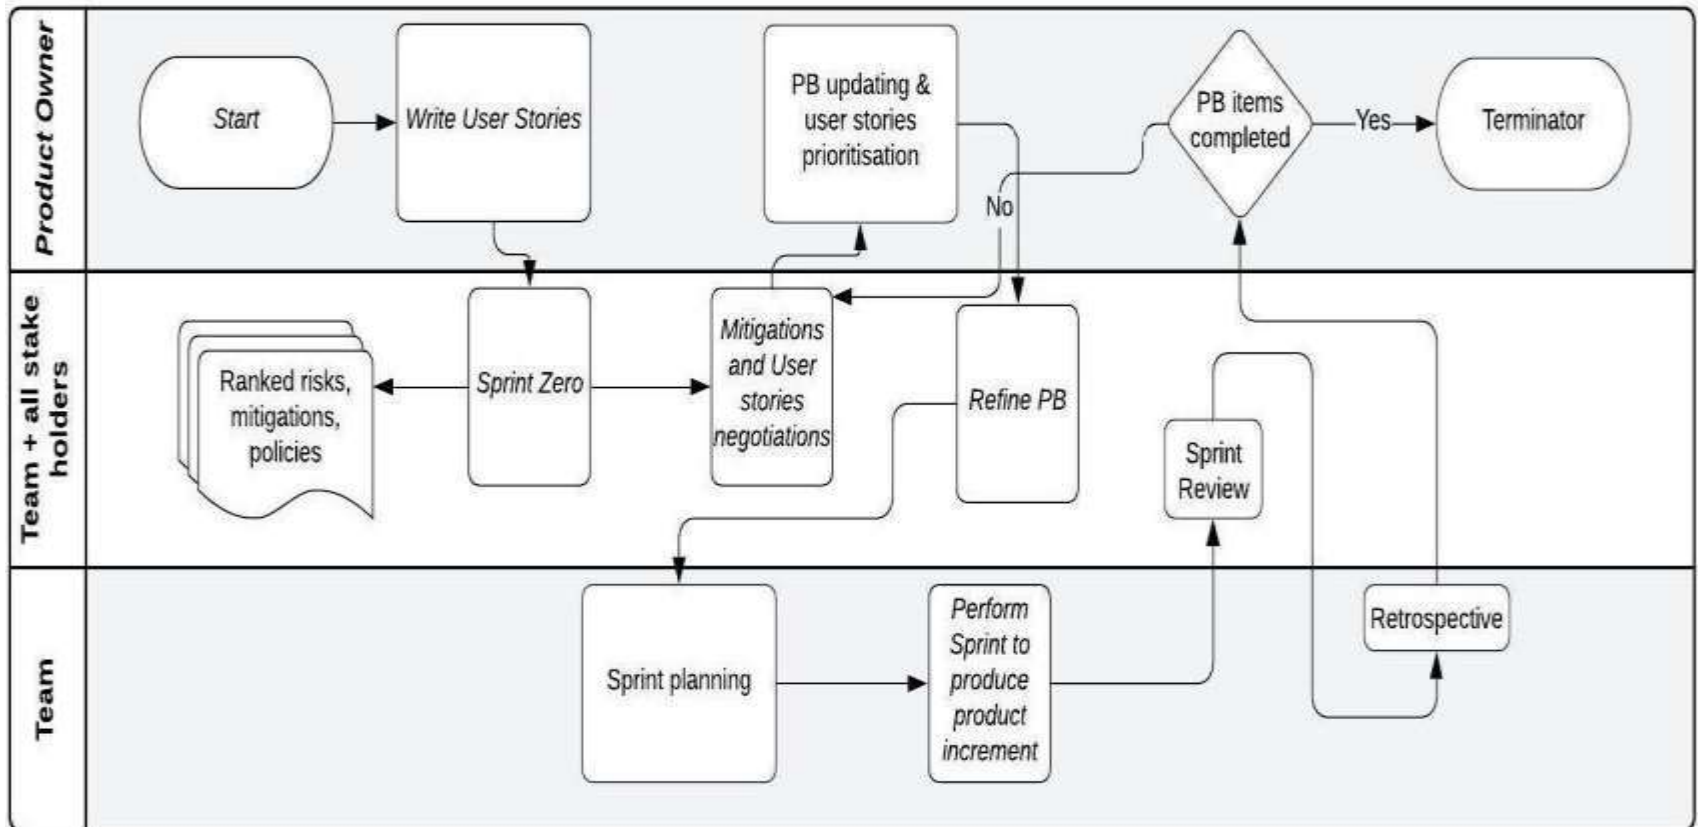 Product Owner
Start
Write User Stories
PB updating &
user stories
prioritisation
PB items
completed
Yes
Terminator
No
Team + all stake
holders
Ranked risks,
mitigations,
policies
Sprint Zero
Mitigations
and User
stories
negotiations
Refine PB
Sprint
Review
Team
Sprint planning
Perform
Sprint to
produce
product
increment
Retrospective